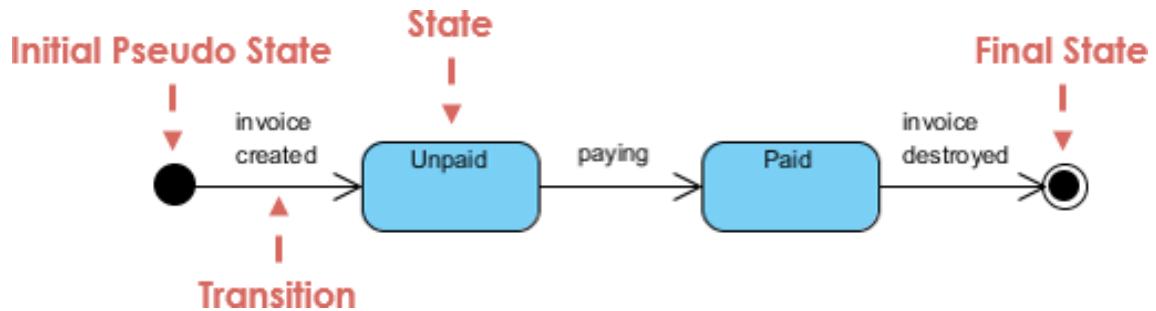 State
Initial Pseudo State
Final State
invoice
created
Unpaid
paying
Paid
invoice
destroyed
Transition